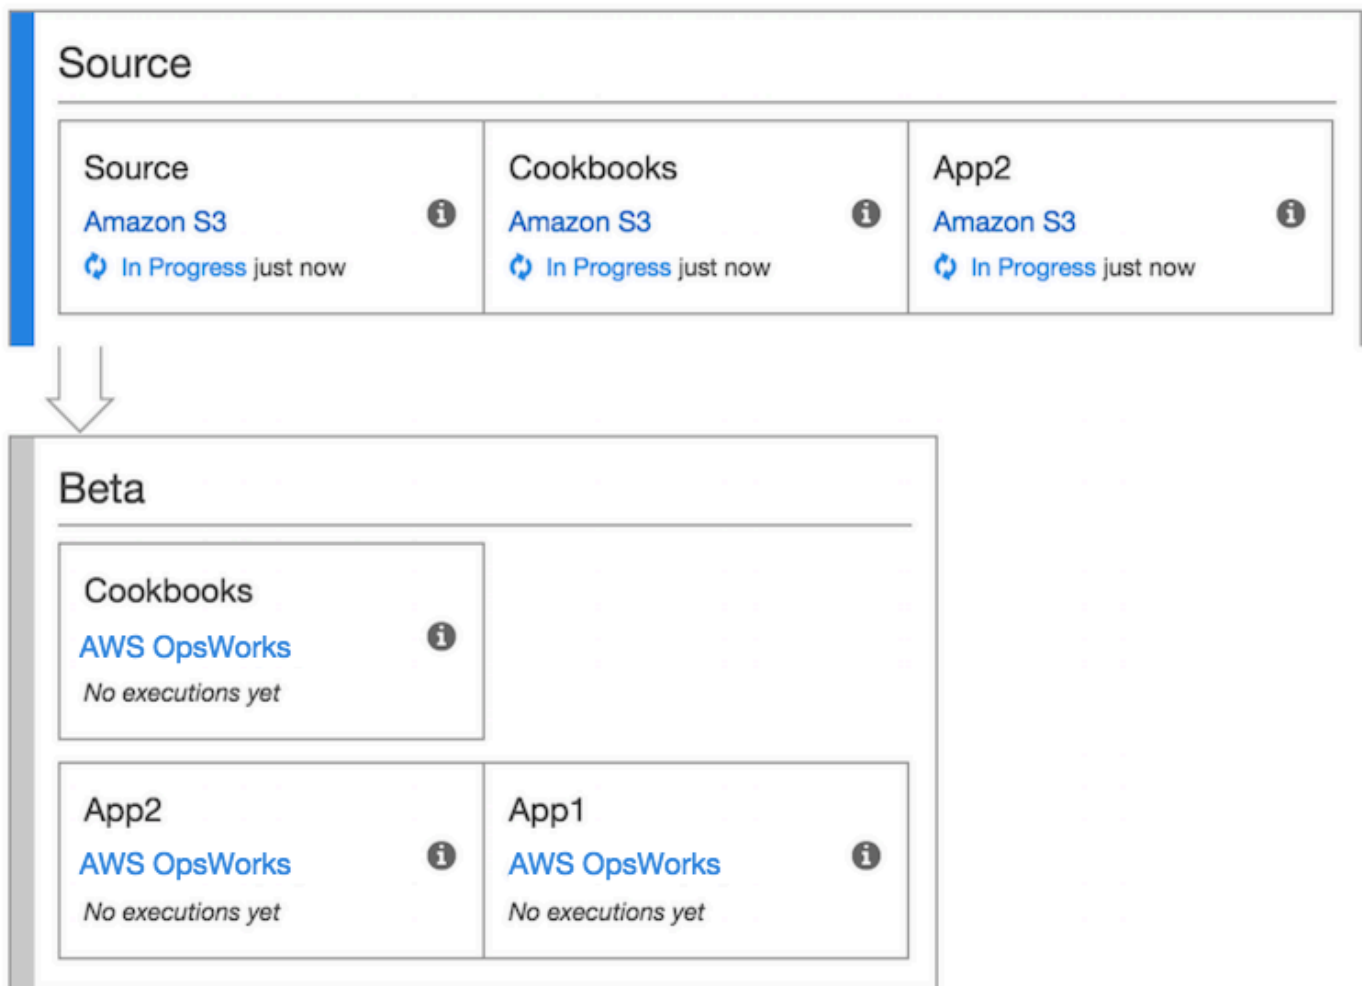 Source
Source
Amazon S3
In Progress just now
Cookbooks
Amazon S3
In Progress just now
App2
Amazon S3
In Progress just now
Beta
Cookbooks
AWS OpsWorks
No executions yet
App2
AWS OpsWorks
No executions yet
App1
AWS OpsWorks
No executions yet